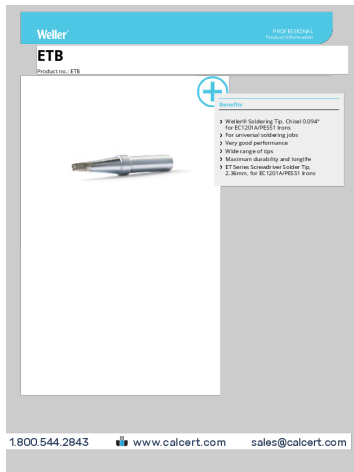 Weller®
PROFESSIONAL
Product Information
ETB
Product no.: ETB
Benefits
❯ Weller® Soldering Tip, Chisel 0.094"
for EC1201A/PES51 Irons
❯ For universal soldering jobs
❯ Very good performance
❯ Wide range of tips
❯ Maximum durability and longlife
❯ ET Series Screwdriver Solder Tip,
2.36mm, for EC1201A/PES51 Irons
1.800.544.2843
www.calcert.com
sales@calcert.com